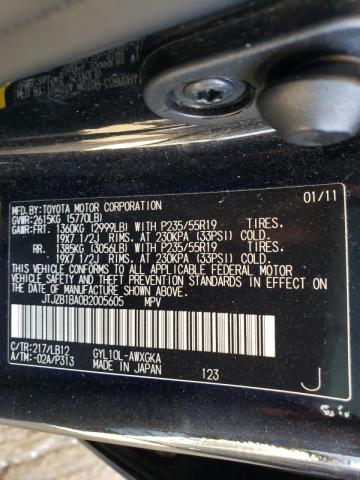 MFD. BY: TOYOTA MOTOR CORPORATION 01/11
GVWR: 2615KG (5770LB)
GAWR: FRT. 1360KG (2999LB) WITH P235/55R19 TIRES.
19X7 1/2J RIMS, AT 230KPA (33PSI) COLD.
RR. 1385KG (3056LB) WITH P235/55R19 TIRES.
19X7 1/2J RIMS, AT 230KPA (33PSI) COLD.
THIS VEHICLE CONFORMS TO ALL APPLICABLE FEDERAL MOTOR
VEHICLE SAFETY, BUMPER, AND THEFT PREVENTION STANDARDS IN EFFECT
ON THE DATE OF MANUFACTURE SHOWN ABOVE.
JTJZB1BA0B2005605 MPV
C/TR: 217/LB12 GYL10L-AWXGKA
A/TM: -02A/P313 MADE IN JAPAN 123 J